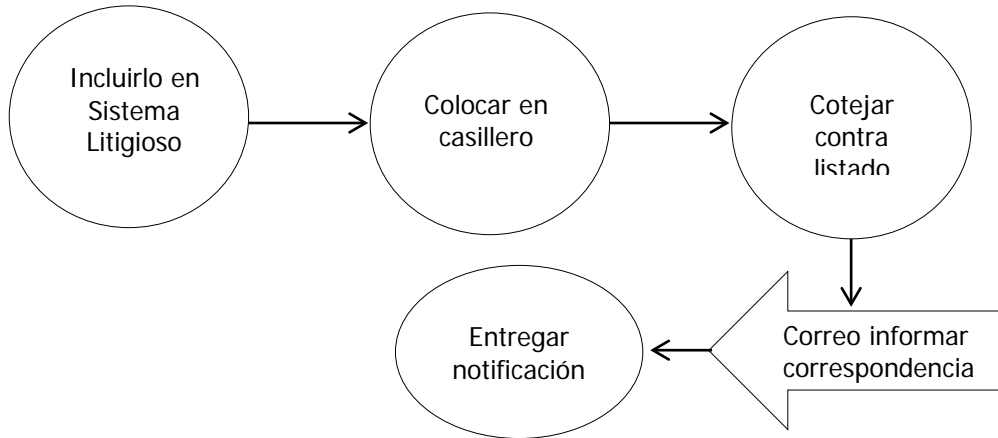 Incluirlo en
Sistema
Litigioso
Colocar en
casillero
Cotejar
contra
listado
Correo informar
correspondencia
Entregar
notificación